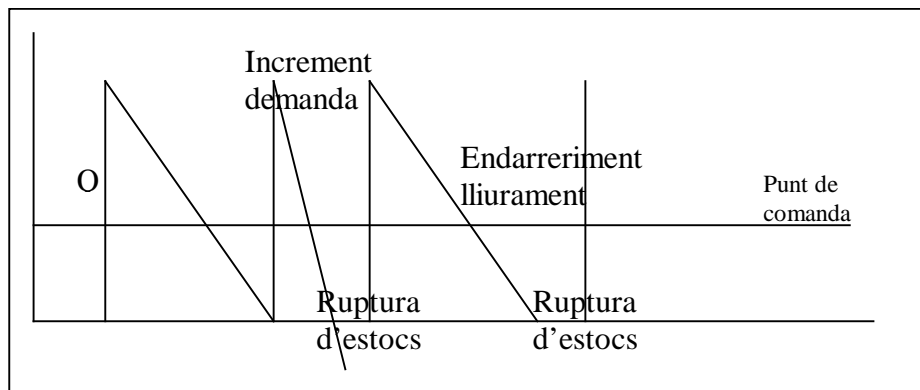 Increment
demanda
O
Endarreriment
lliurament
Punt de
comanda
Ruptura
d'estocs
Ruptura
d'estocs